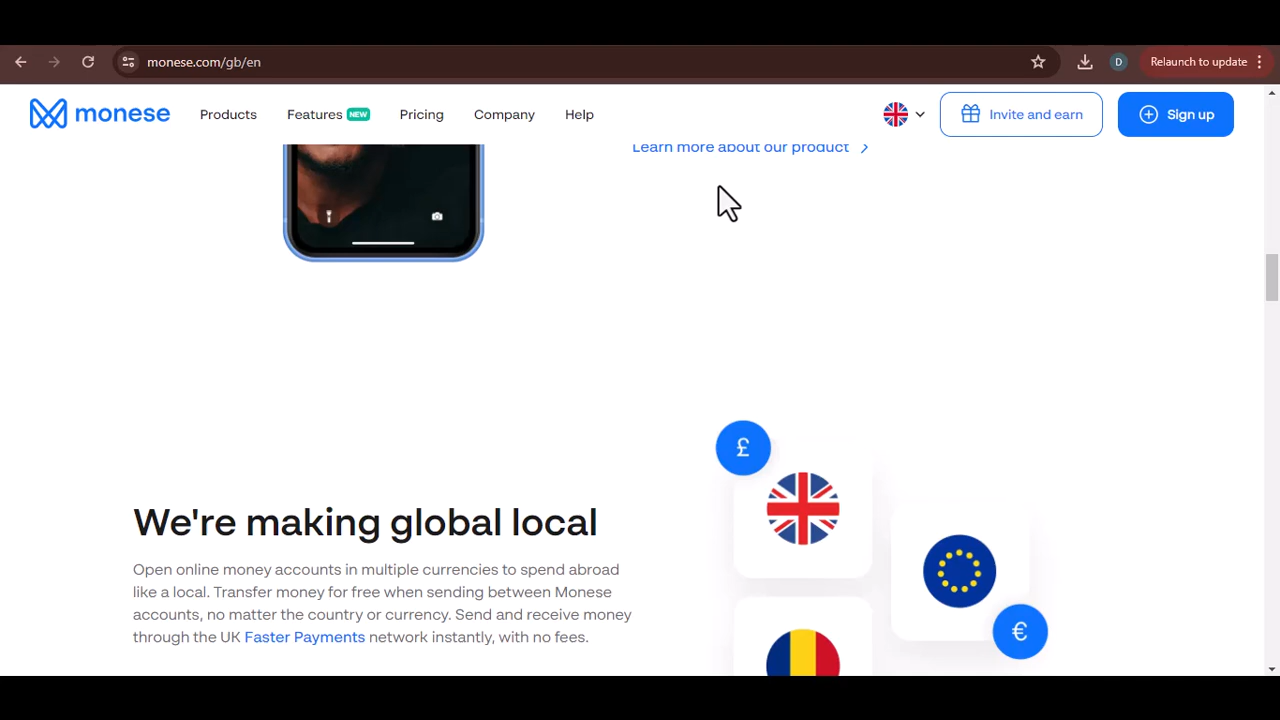 monese.com/gb/en
D
Relaunch to update
monese
Products
Features NEW
Pricing
Company
Help
Invite and earn
Sign up
Learn more about our product
£
We're making global local
Open online money accounts in multiple currencies to spend abroad
like a local. Transfer money for free when sending between Monese
accounts, no matter the country or currency. Send and receive money
through the UK Faster Payments network instantly, with no fees.
€